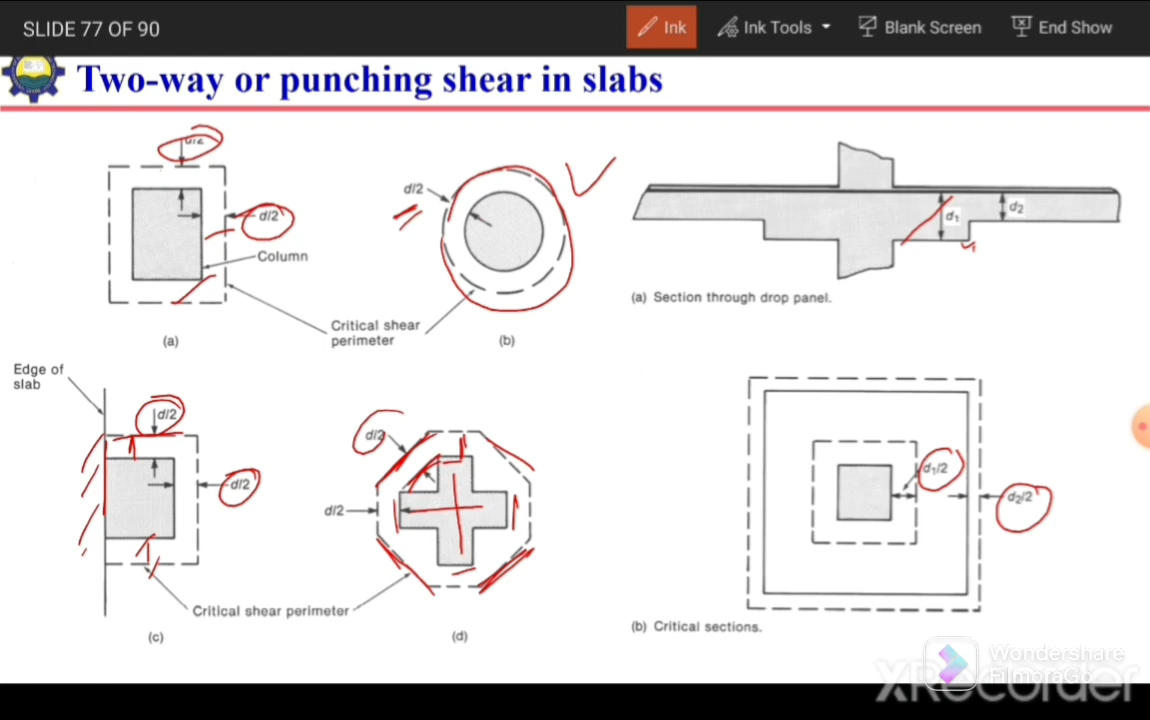 SLIDE 77 OF 90
Ink
Ink Tools
Blank Screen
End Show
Two-way or punching shear in slabs
d/2
d/2
Column
(a)
d/2
Critical shear
perimeter
(b)
d₁
d₂
(a) Section through drop panel.
Edge of
slab
d/2
d/2
Critical shear perimeter
(c)
d/2
d/2
(d)
d₁/2
d₂/2
(b) Critical sections.
Wondershare
FilmoraGo
XRecorder